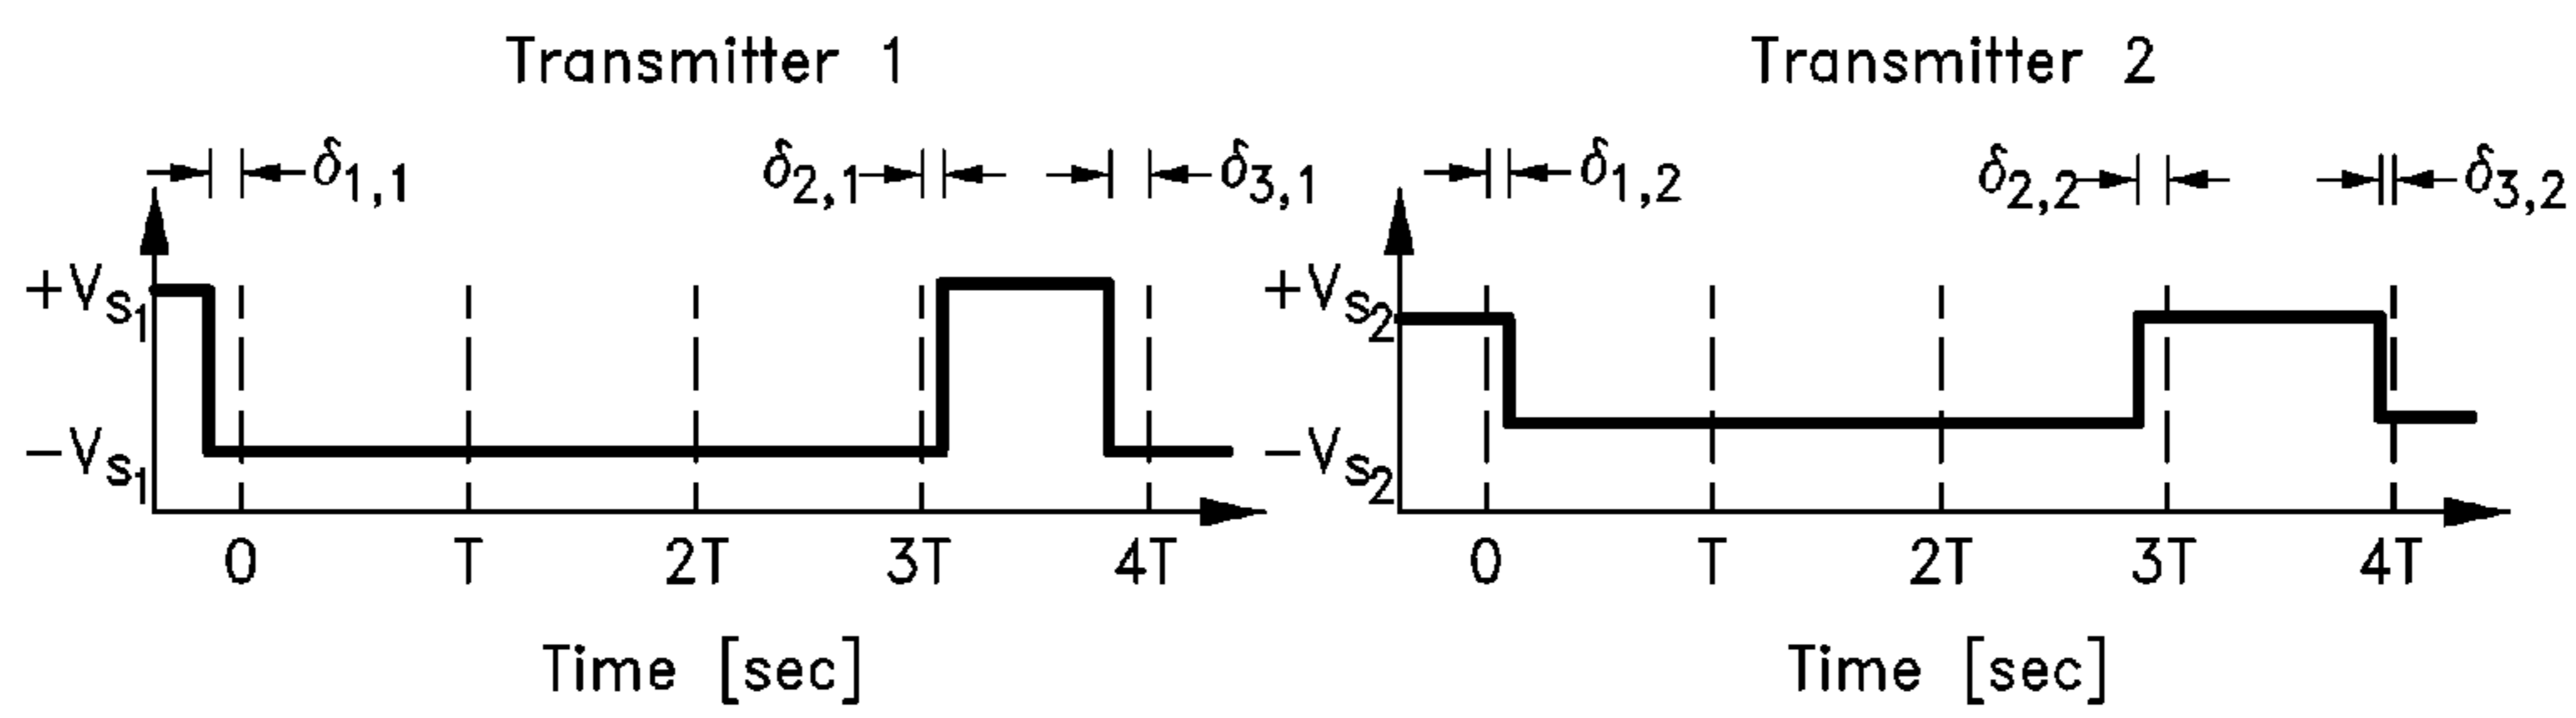 Transmitter 1
δ1,1 δ2,1 δ3,1
+VS1
-VS1
0 T 2T 3T 4T
Time [sec]
Transmitter 2
δ1,2 δ2,2 δ3,2
+VS2
-VS2
0 T 2T 3T 4T
Time [sec]